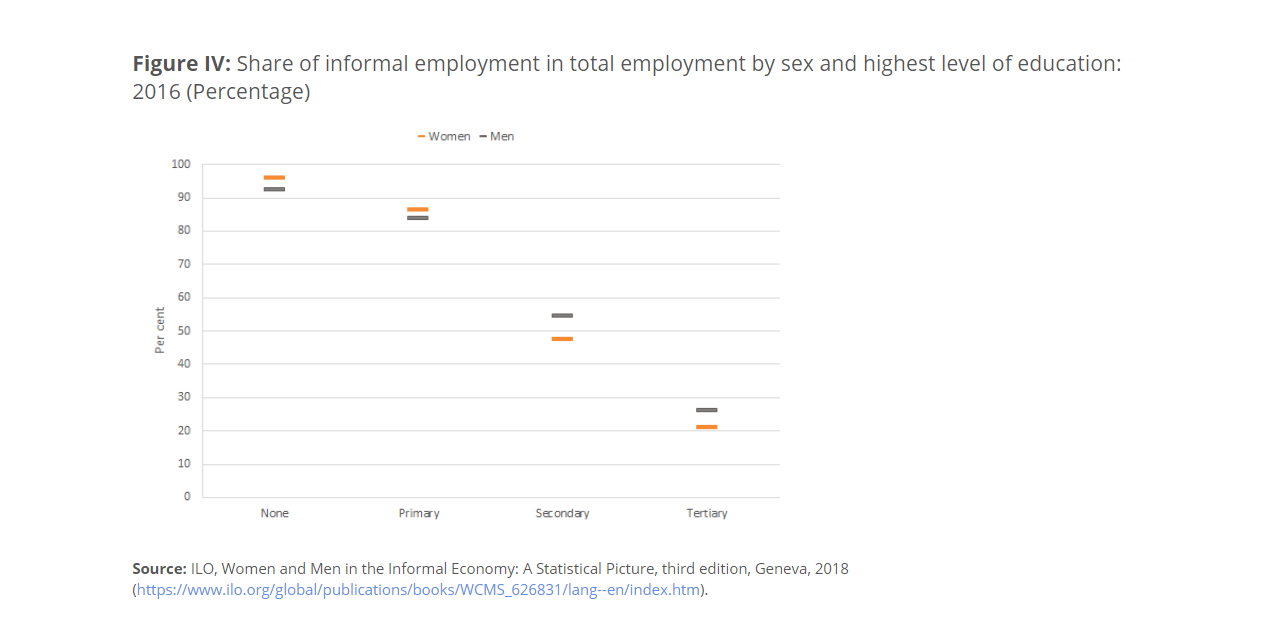 Figure IV: Share of informal employment in total employment by sex and highest level of education:
2016 (Percentage)
Women Men
100
90
80
70
60
50
40
30
20
10
0
Per cent
None Primary Secondary Tertiary
Source: ILO, Women and Men in the Informal Economy: A Statistical Picture, third edition, Geneva, 2018
(https://www.ilo.org/global/publications/books/WCMS_626831/lang--en/index.htm).